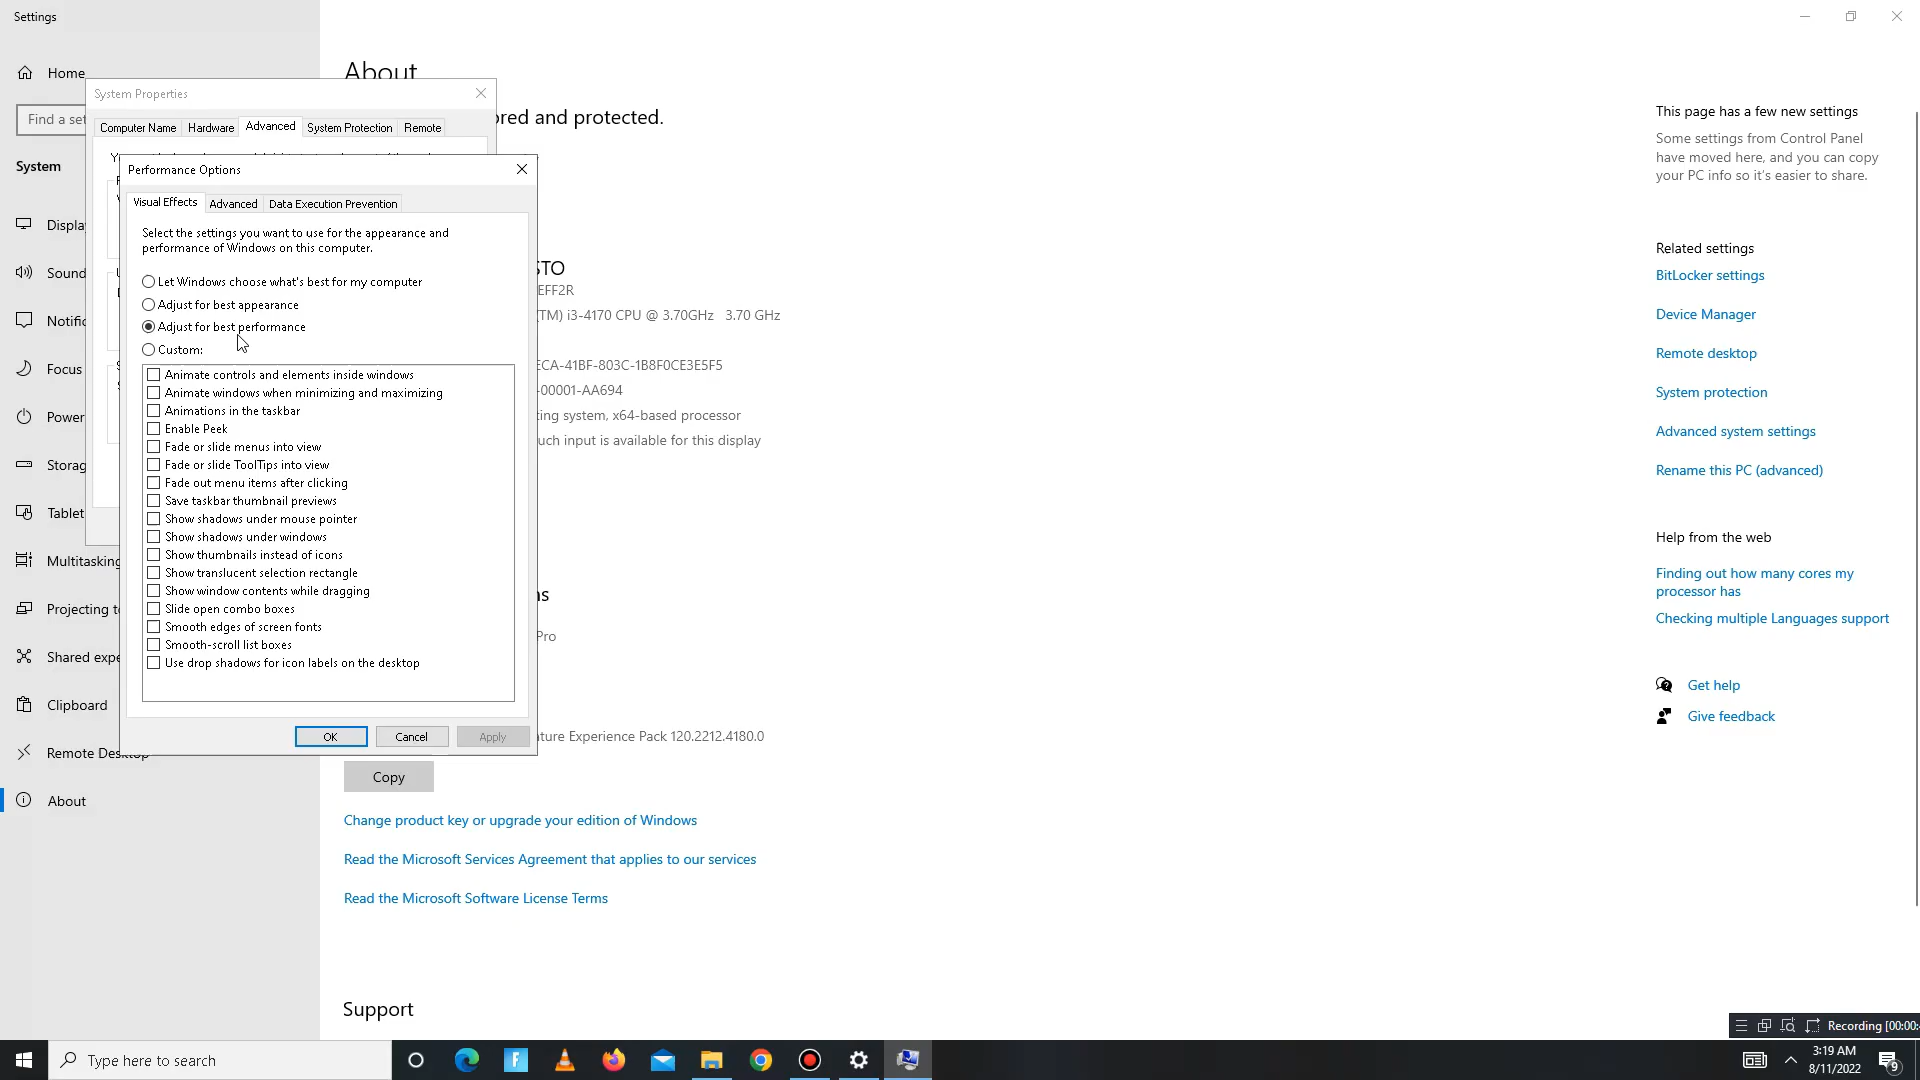 Settings
Home
Find a set
System
Display
Sound
Focus
Power
Tablet
Multitasking
Projecting t
Shared expe
Clipboard
Remote Desktop
About
System Properties
Computer Name
Hardware
Advanced
System Protection
Remote
Performance Options
Visual Effects
Advanced
Data Execution Prevention
Select the settings you want to use for the appearance and
performance of Windows on this computer.
Let Windows choose what's best for my computer
Adjust for best appearance
Adjust for best performance
Custom:
Animate controls and elements inside windows
Animate windows when minimizing and maximizing
Animations in the taskbar
Enable Peek
Fade or slide menus into view
Fade or slide ToolTips into view
Fade out menu items after clicking
Save taskbar thumbnail previews
Show shadows under mouse pointer
Show shadows under windows
Show thumbnails instead of icons
Show translucent selection rectangle
Show window contents while dragging
Slide open combo boxes
Smooth edges of screen fonts
Smooth-scroll list boxes
Use drop shadows for icon labels on the desktop
OK
Cancel
Apply
About
ored and protected.
STO
EFF2R
(TM) i3-4170 CPU @ 3.70GHz 3.70 GHz
ECA-41BF-803C-1B8F0CE3E5F5
-00001-AA694
ting system, x64-based processor
uch input is available for this display
ns
Pro
ture Experience Pack 120.2212.4180.0
Copy
Change product key or upgrade your edition of Windows
Read the Microsoft Services Agreement that applies to our services
Read the Microsoft Software License Terms
Support
This page has a few new settings
Some settings from Control Panel
have moved here, and you can copy
your PC info so it's easier to share.
Related settings
BitLocker settings
Device Manager
Remote desktop
System protection
Advanced system settings
Rename this PC (advanced)
Help from the web
Finding out how many cores my
processor has
Checking multiple Languages support
Get help
Give feedback
Recording [00:00:
Type here to search
3:19 AM
8/11/2022
9